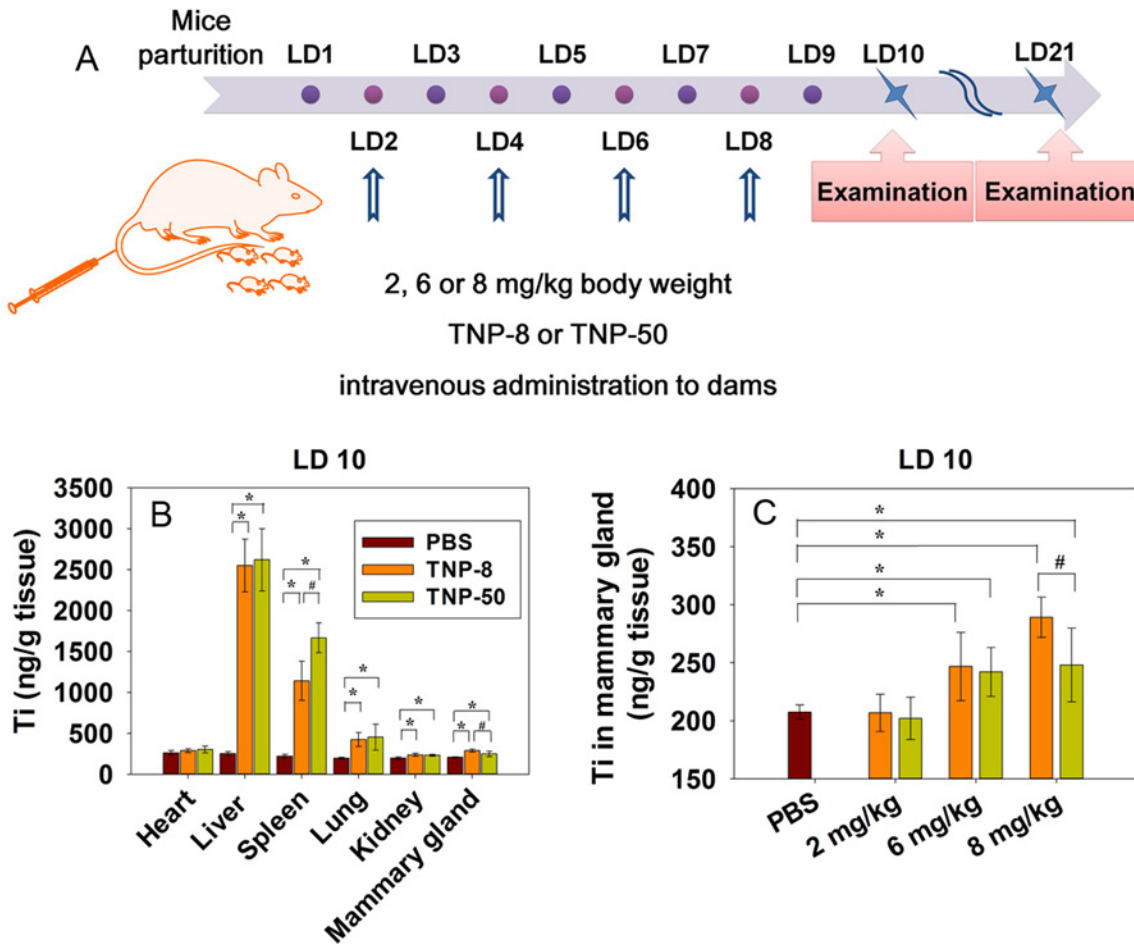 A
Mice
parturition
LD1 LD3 LD5 LD7 LD9 LD10 LD21
LD2 LD4 LD6 LD8
Examination Examination
2, 6 or 8 mg/kg body weight
TNP-8 or TNP-50
intravenous administration to dams
LD 10
B
Ti (ng/g tissue)
3500
3000
2500
2000
1500
1000
500
0
PBS
TNP-8
TNP-50
* *
* * #
* *
* *
* * #
Heart Liver Spleen Lung Kidney Mammary gland
LD 10
C
Ti in mammary gland
(ng/g tissue)
400
350
300
250
200
150
*
*
*
*
#
PBS 2 mg/kg 6 mg/kg 8 mg/kg